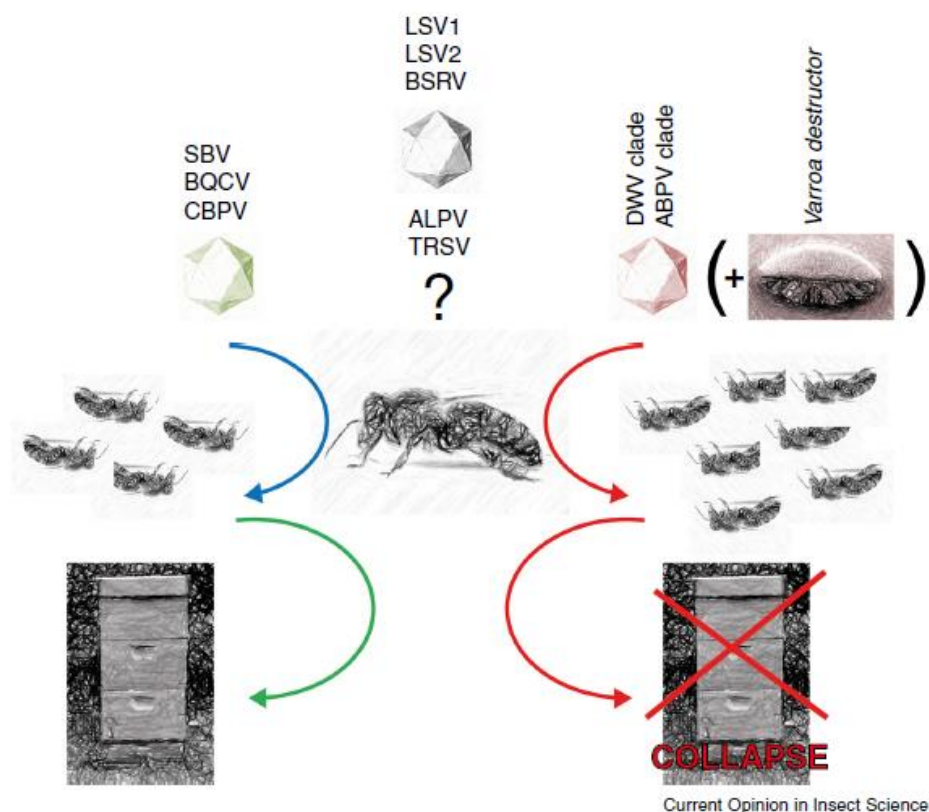 LSV1
LSV2
BSRV
SBV
BQCV
CBPV
ALPV
TRSV
?
DWV clade
ABPV clade
(+
Varroa destructor
)
COLLAPSE
Current Opinion in Insect Science